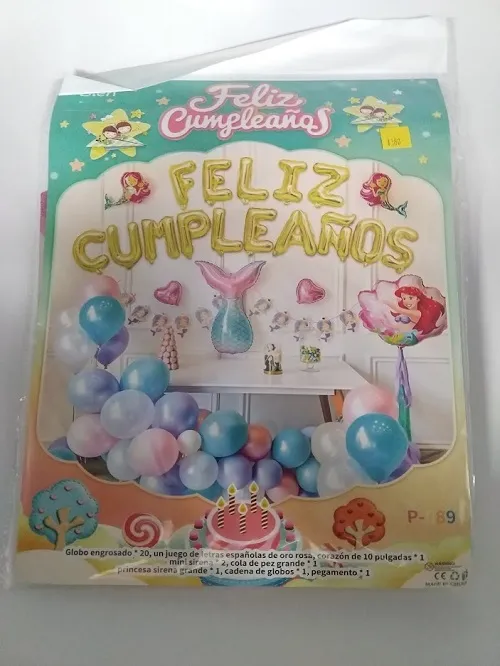 Feliz
Cumpleaños
FELIZ
CUMPLEAÑOS
P- 89
Globo engrosado * 20, un juego de letras españolas de oro rosa, corazón de 10 pulgadas * 1
mini sirena * 2, cola de pez grande * 1
princesa sirena grande * 1, cadena de globos * 1, pegamento * 1
CE